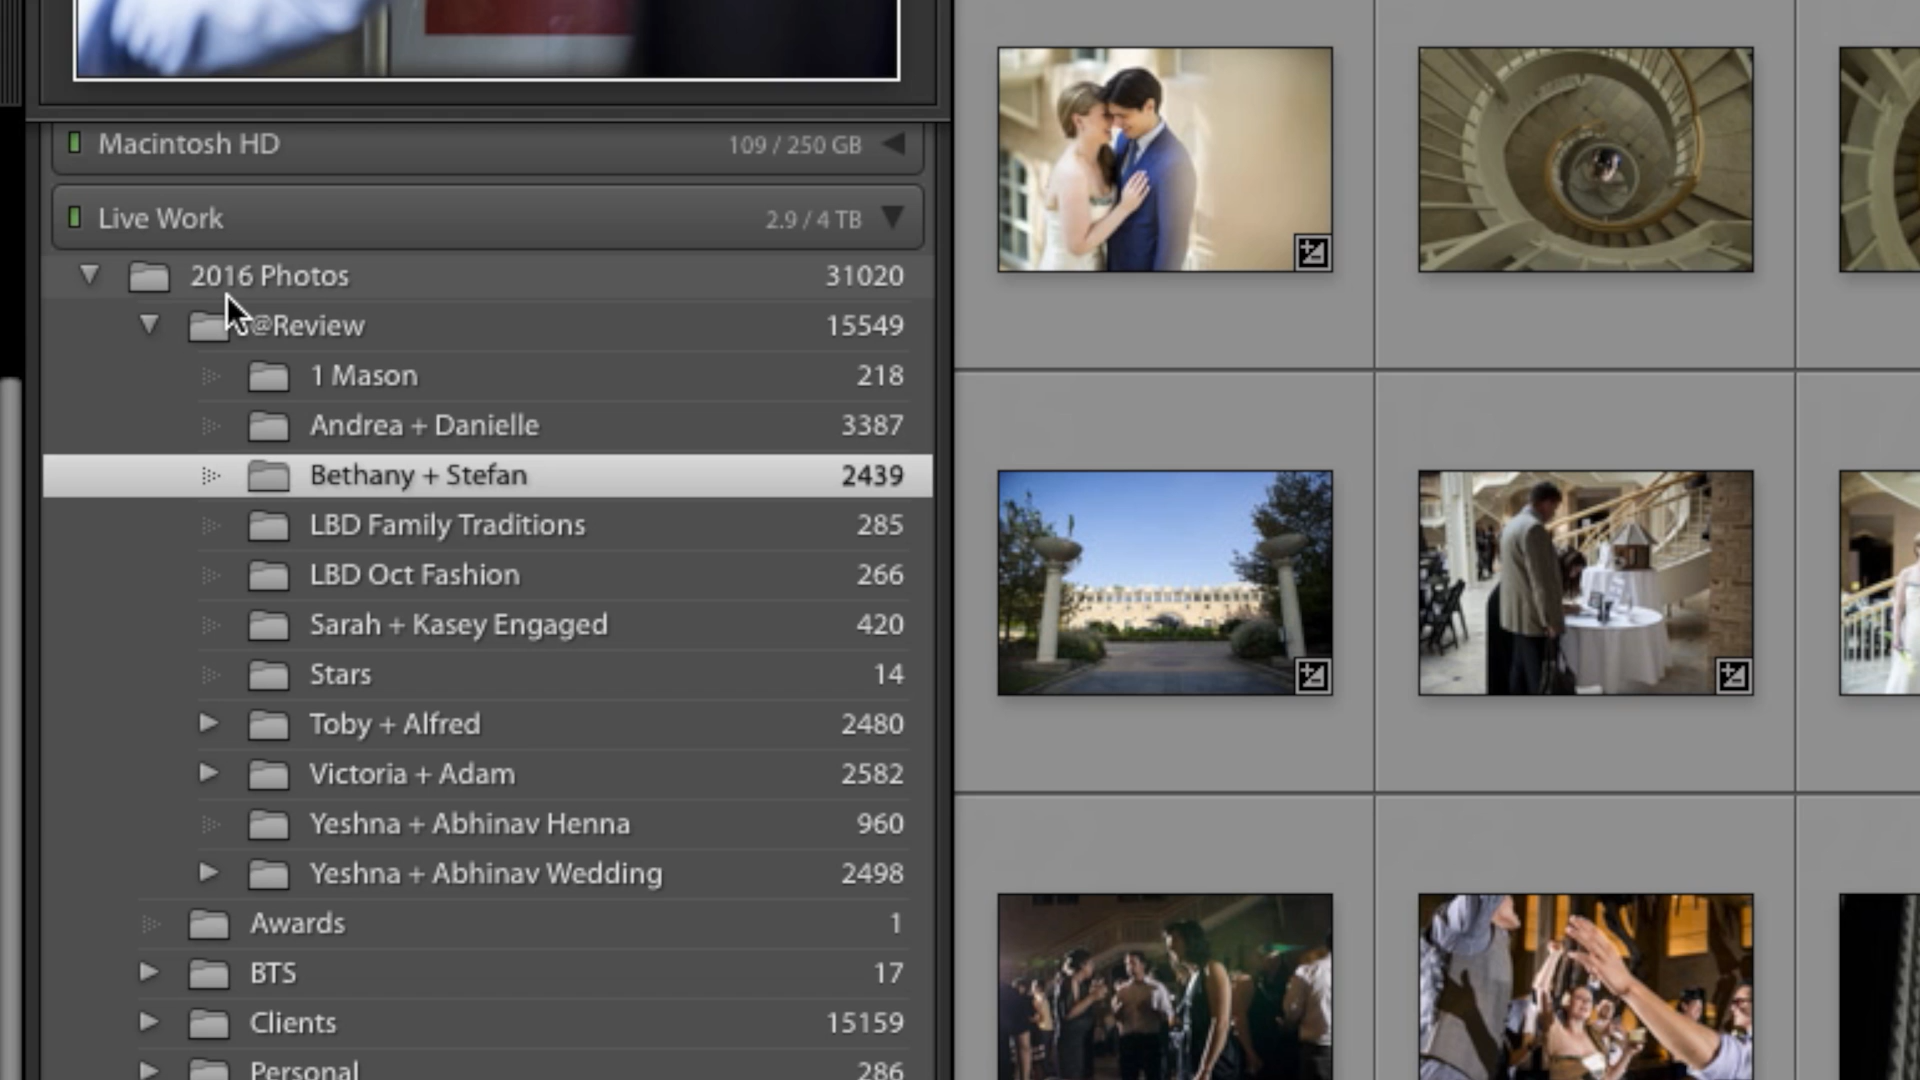 Macintosh HD 109 / 250 GB
Live Work 2.9 / 4 TB
2016 Photos 31020
@Review 15549
1 Mason 218
Andrea + Danielle 3387
Bethany + Stefan 2439
LBD Family Traditions 285
LBD Oct Fashion 266
Sarah + Kasey Engaged 420
Stars 14
Toby + Alfred 2480
Victoria + Adam 2582
Yeshna + Abhinav Henna 960
Yeshna + Abhinav Wedding 2498
Awards 1
BTS 17
Clients 15159
Personal 286